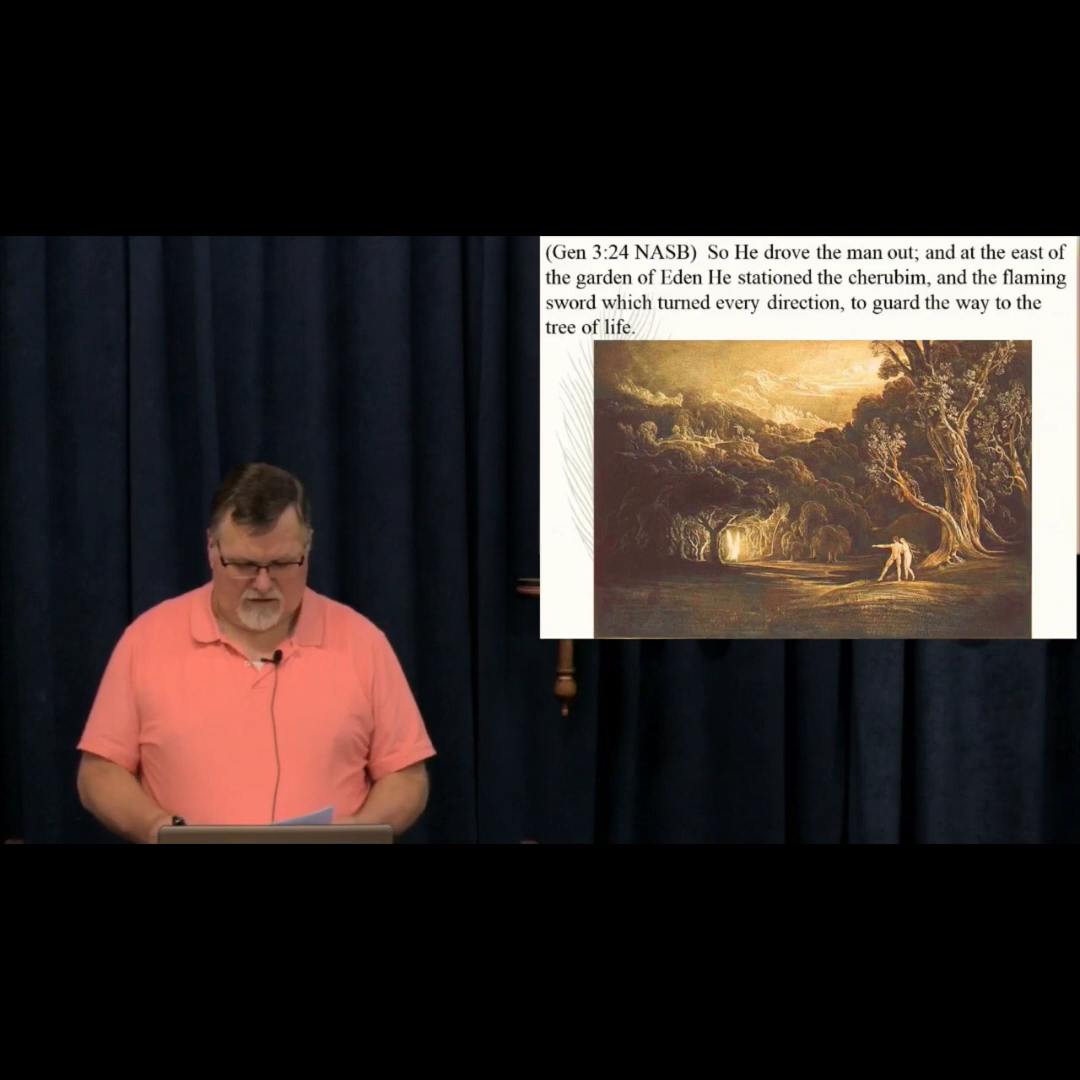 (Gen 3:24 NASB)  So He drove the man out; and at the east of
the garden of Eden He stationed the cherubim, and the flaming
sword which turned every direction, to guard the way to the
tree of life.